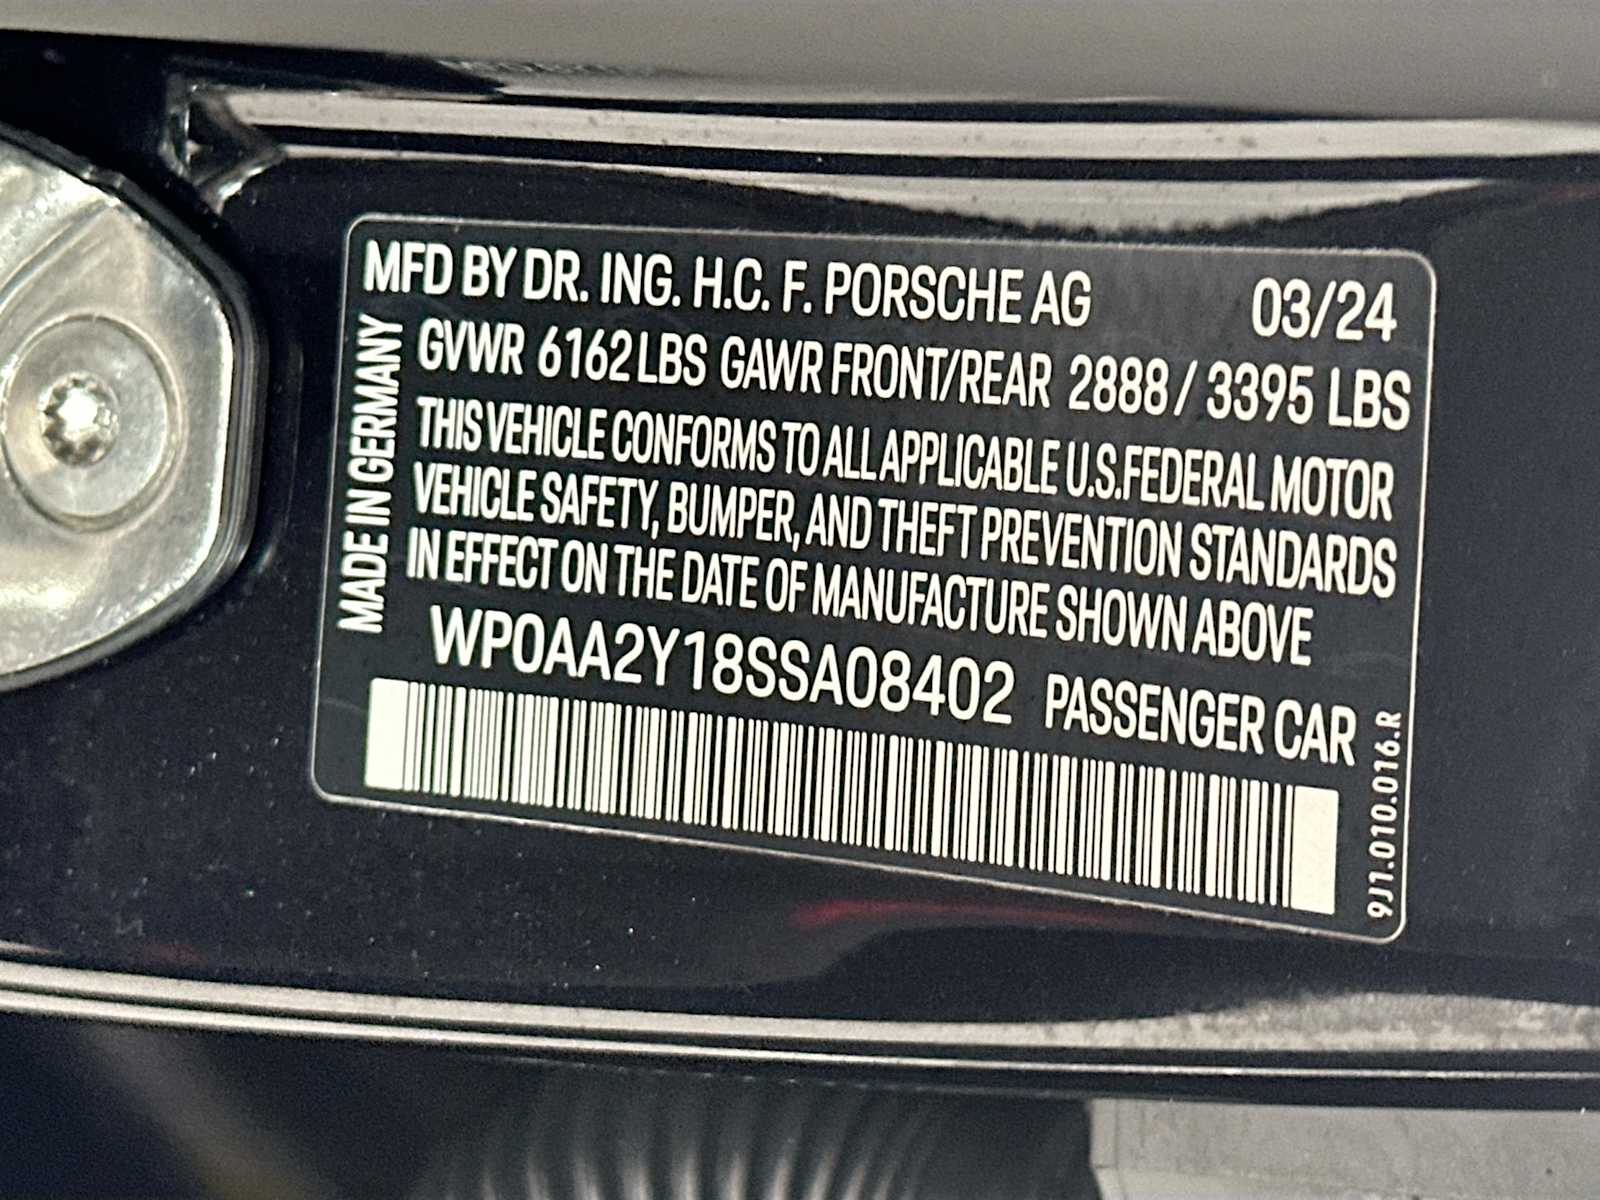 MFD BY DR. ING. H.C. F. PORSCHE AG 03/24
GVWR 6162 LBS GAWR FRONT/REAR 2888 / 3395 LBS
THIS VEHICLE CONFORMS TO ALL APPLICABLE U.S.FEDERAL MOTOR
VEHICLE SAFETY, BUMPER, AND THEFT PREVENTION STANDARDS
IN EFFECT ON THE DATE OF MANUFACTURE SHOWN ABOVE
WP0AA2Y18SSA08402 PASSENGER CAR
MADE IN GERMANY
9J1.010.016.R